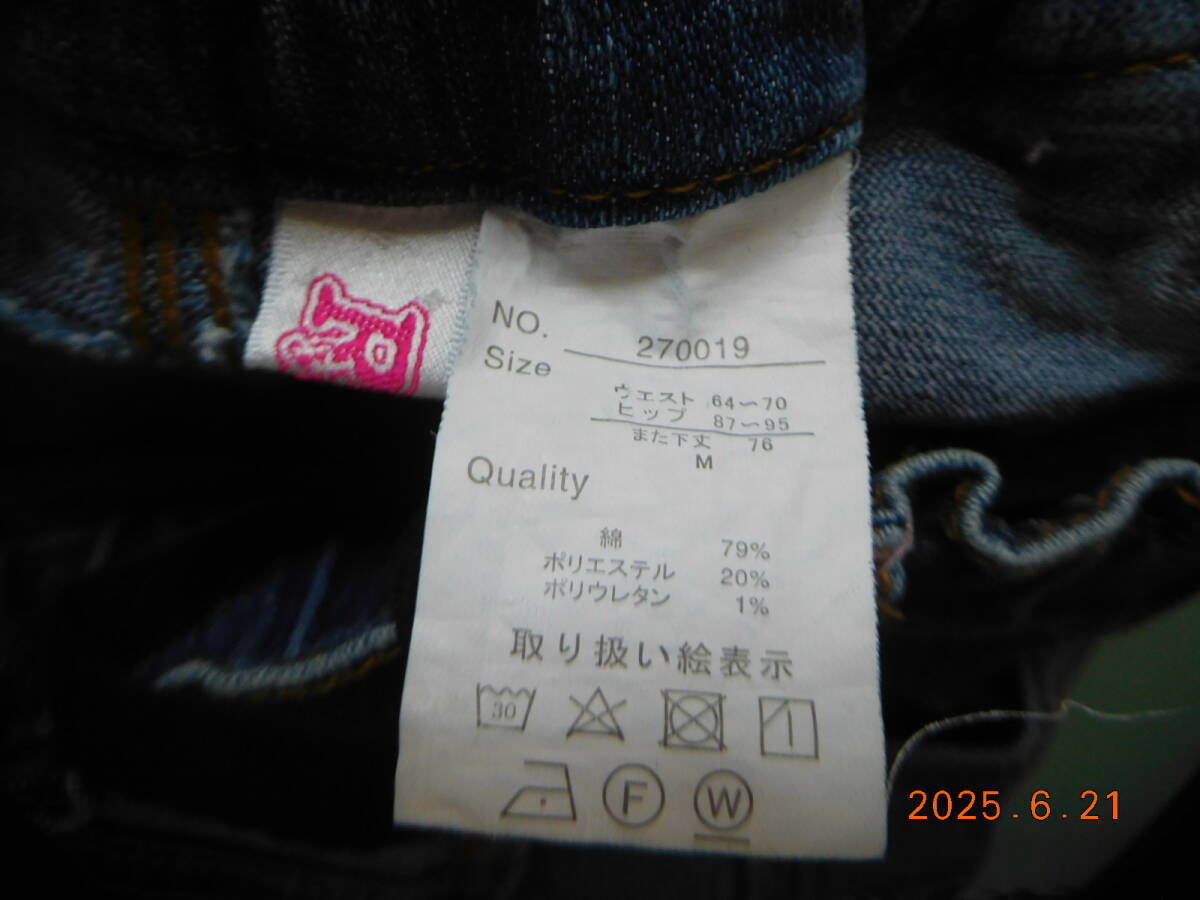 NO. 270019
Size
ウエスト 64〜70
ヒップ 87〜95
また下丈 76
M
Quality
綿 79%
ポリエステル 20%
ポリウレタン 1%
取り扱い絵表示
30
F W
2025.6.21